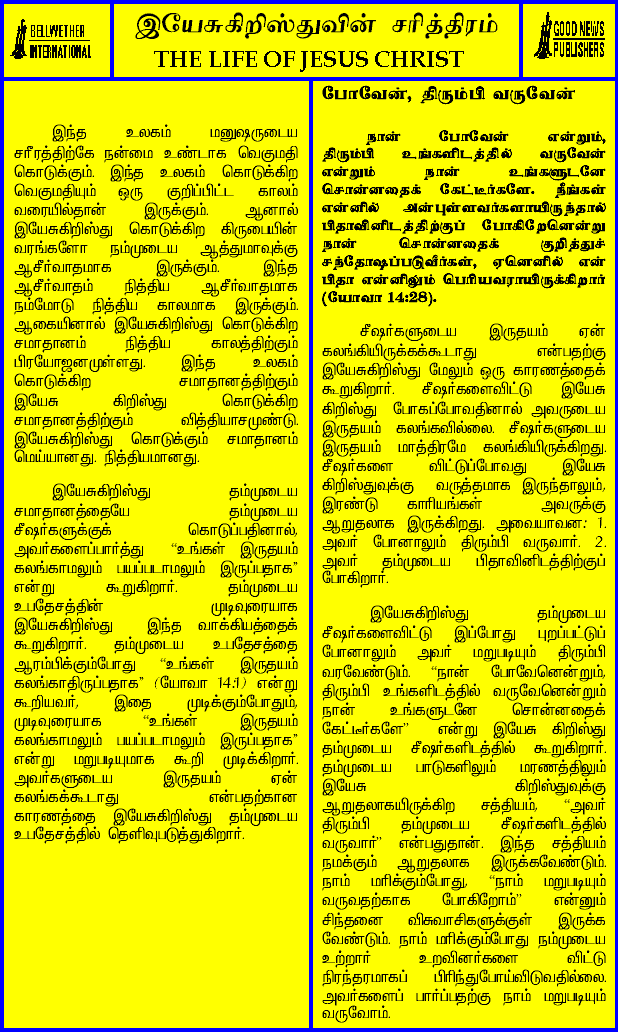 BELLWETHER
INTERNATIONAL
இயேசுகிறிஸ்துவின் சரித்திரம்
THE LIFE OF JESUS CHRIST
GOOD NEWS
PUBLISHERS
இந்த உலகம் மனுஷருடைய
சரீரத்திற்கே நன்மை உண்டாக வெகுமதி
கொடுக்கும். இந்த உலகம் கொடுக்கிற
வெகுமதியும் ஒரு குறிப்பிட்ட காலம்
வரையில்தான் இருக்கும். ஆனால்
இயேசுகிறிஸ்து கொடுக்கிற கிருபையின்
வரங்களோ நம்முடைய ஆத்துமாவுக்கு
ஆசீர்வாதமாக இருக்கும். இந்த
ஆசீர்வாதம் நித்திய ஆசீர்வாதமாக
நம்மோடு நித்திய காலமாக இருக்கும்.
ஆகையினால் இயேசுகிறிஸ்து கொடுக்கிற
சமாதானம் நித்திய காலத்திற்கும்
பிரயோஜனமுள்ளது. இந்த உலகம்
கொடுக்கிற சமாதானத்திற்கும்
இயேசு கிறிஸ்து கொடுக்கிற
சமாதானத்திற்கும் வித்தியாசமுண்டு.
இயேசுகிறிஸ்து கொடுக்கும் சமாதானம்
மெய்யானது. நித்தியமானது.
இயேசுகிறிஸ்து தம்முடைய
சமாதானத்தையே தம்முடைய
சீஷர்களுக்குக் கொடுப்பதினால்,
அவர்களைப்பார்த்து “உங்கள் இருதயம்
கலங்காமலும் பயப்படாமலும் இருப்பதாக”
என்று கூறுகிறார். தம்முடைய
உபதேசத்தின் முடிவுரையாக
இயேசுகிறிஸ்து இந்த வாக்கியத்தைக்
கூறுகிறார். தம்முடைய உபதேசத்தை
ஆரம்பிக்கும்போது “உங்கள் இருதயம்
கலங்காதிருப்பதாக” (யோவா 14:1) என்று
கூறியவர், இதை முடிக்கும்போதும்,
முடிவுரையாக “உங்கள் இருதயம்
கலங்காமலும் பயப்படாமலும் இருப்பதாக”
என்று மறுபடியுமாக கூறி முடிக்கிறார்.
அவர்களுடைய இருதயம் ஏன்
கலங்கக்கூடாது என்பதற்கான
காரணத்தை இயேசுகிறிஸ்து தம்முடைய
உபதேசத்தில் தெளிவுபடுத்துகிறார்.
போவேன், திரும்பி வருவேன்
நான் போவேன் என்றும்,
திரும்பி உங்களிடத்தில் வருவேன்
என்றும் நான் உங்களுடனே
சொன்னதைக் கேட்டீர்களே. நீங்கள்
என்னில் அன்புள்ளவர்களாயிருந்தால்
பிதாவினிடத்திற்குப் போகிறேனென்று
நான் சொன்னதைக் குறித்துச்
சந்தோஷப்படுவீர்கள், ஏனெனில் என்
பிதா என்னிலும் பெரியவராயிருக்கிறார்
(யோவா 14:28).
சீஷர்களுடைய இருதயம் ஏன்
கலங்கியிருக்கக்கூடாது என்பதற்கு
இயேசுகிறிஸ்து மேலும் ஒரு காரணத்தைக்
கூறுகிறார். சீஷர்களைவிட்டு இயேசு
கிறிஸ்து போகப்போவதினால் அவருடைய
இருதயம் கலங்கவில்லை. சீஷர்களுடைய
இருதயம் மாத்திரமே கலங்கியிருக்கிறது.
சீஷர்களை விட்டுப்போவது இயேசு
கிறிஸ்துவுக்கு வருத்தமாக இருந்தாலும்,
இரண்டு காரியங்கள் அவருக்கு
ஆறுதலாக இருக்கிறது. அவையாவன: 1.
அவர் போனாலும் திரும்பி வருவார். 2.
அவர் தம்முடைய பிதாவினிடத்திற்குப்
போகிறார்.
இயேசுகிறிஸ்து தம்முடைய
சீஷர்களைவிட்டு இப்போது புறப்பட்டுப்
போனாலும் அவர் மறுபடியும் திரும்பி
வரவேண்டும். “நான் போவேனென்றும்,
திரும்பி உங்களிடத்தில் வருவேனென்றும்
நான் உங்களுடனே சொன்னதைக்
கேட்டீர்களே” என்று இயேசு கிறிஸ்து
தம்முடைய சீஷர்களிடத்தில் கூறுகிறார்.
தம்முடைய பாடுகளிலும் மரணத்திலும்
இயேசு கிறிஸ்துவுக்கு
ஆறுதலாகயிருக்கிற சத்தியம், “அவர்
திரும்பி தம்முடைய சீஷர்களிடத்தில்
வருவார்” என்பதுதான். இந்த சத்தியம்
நமக்கும் ஆறுதலாக இருக்கவேண்டும்.
நாம் மரிக்கும்போது, “நாம் மறுபடியும்
வருவதற்காக போகிறோம்” என்னும்
சிந்தனை விசுவாசிகளுக்குள் இருக்க
வேண்டும். நாம் மரிக்கும்போது நம்முடைய
உற்றார் உறவினர்களை விட்டு
நிரந்தரமாகப் பிரிந்துபோய்விடுவதில்லை.
அவர்களைப் பார்ப்பதற்கு நாம் மறுபடியும்
வருவோம்.